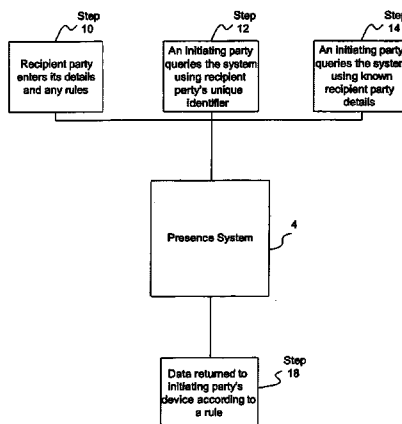 Step
10
Step
12
Step
14
Recipient party
enters its details
and any rules
An initiating party
queries the system
using recipient
party's unique
identifier
An initiating party
queries the system
using known
recipient party
details
Presence System
4
Data returned to
initiating party's
device according to
a rule
Step
18